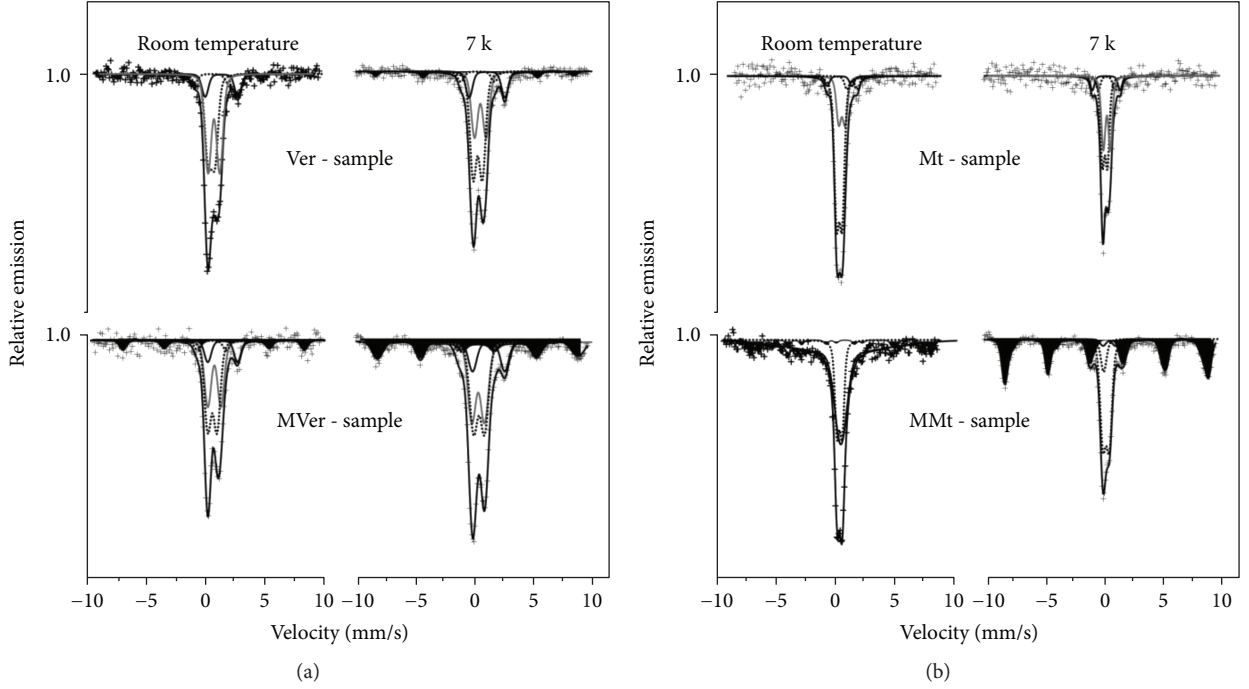 Room temperature
7 k
1.0
Ver - sample
Relative emission
1.0
MVer - sample
−10
−5
0
5
10
−10
−5
0
5
10
Velocity (mm/s)
(a)
Room temperature
7 k
1.0
Mt - sample
Relative emission
1.0
MMt - sample
−10
−5
0
5
10
−10
−5
0
5
10
Velocity (mm/s)
(b)